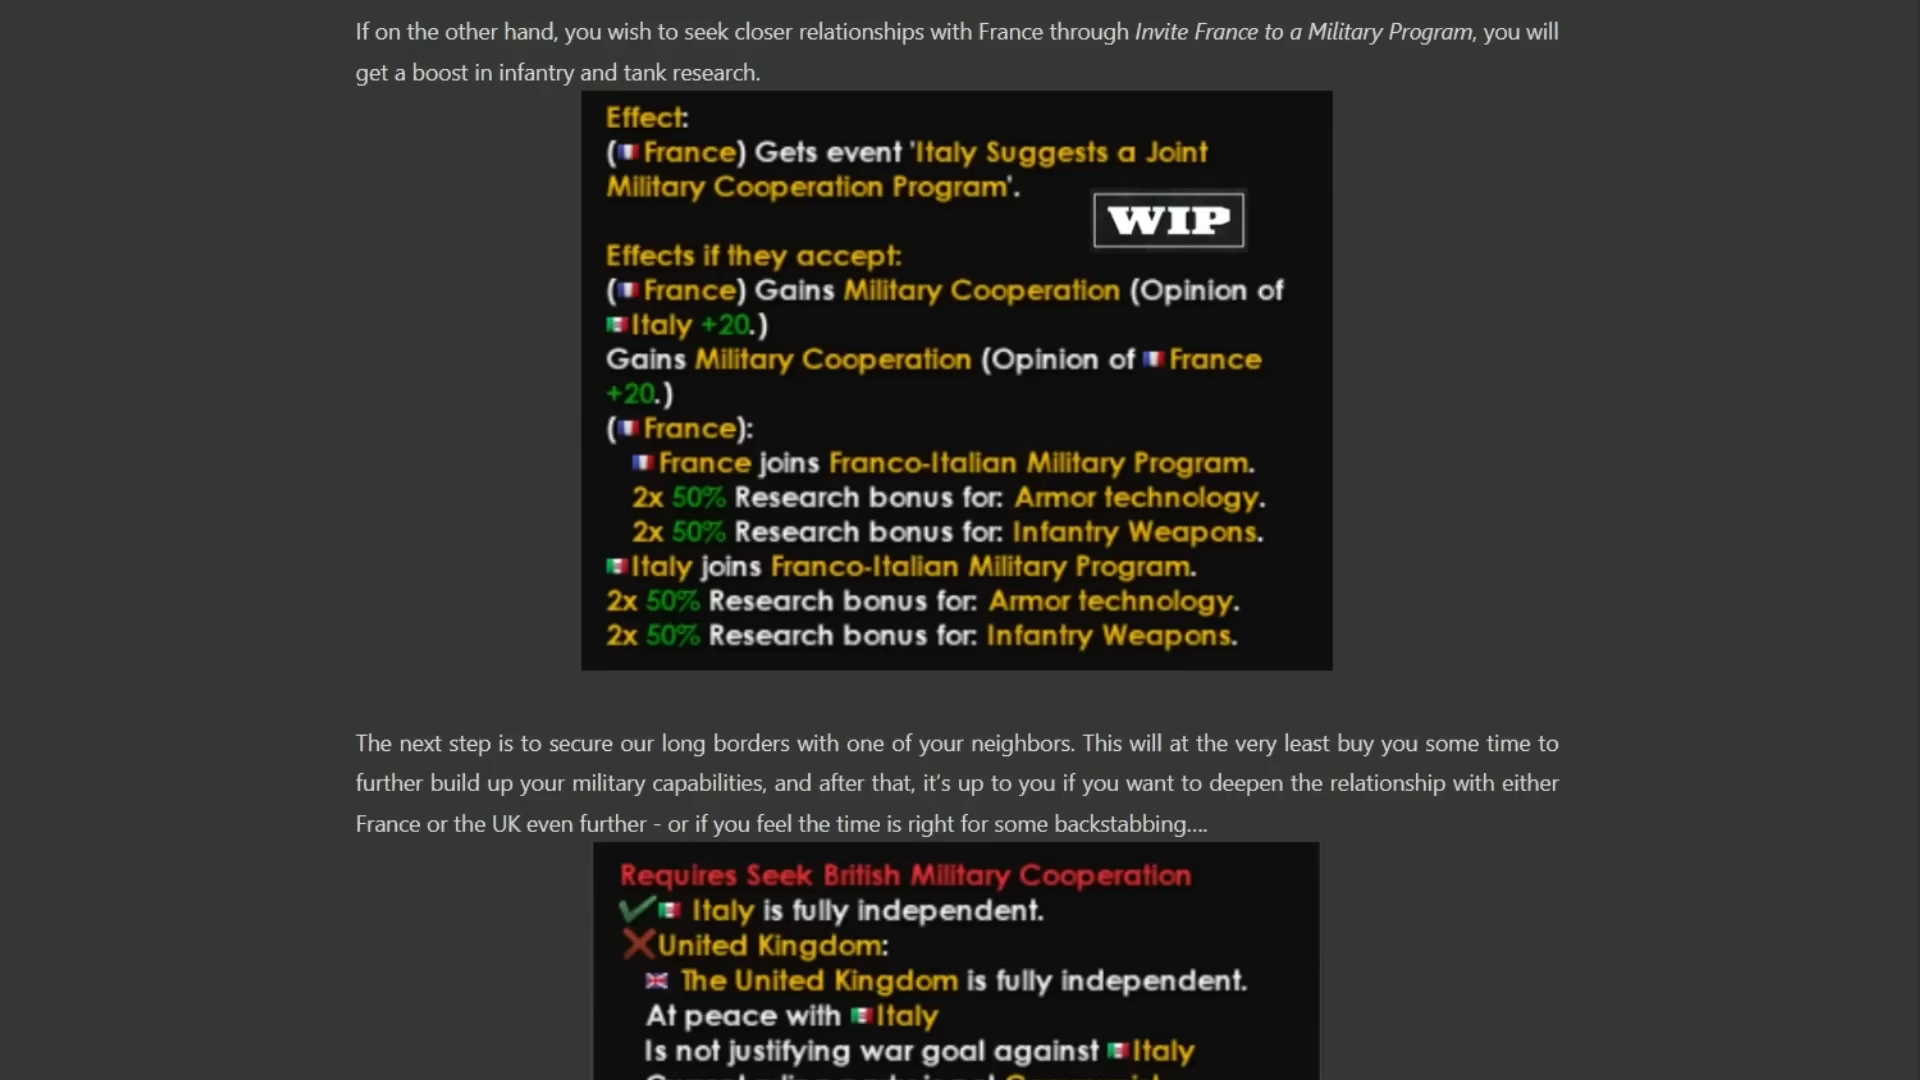 If on the other hand, you wish to seek closer relationships with France through Invite France to a Military Program, you will
get a boost in infantry and tank research.
Effect:
(France) Gets event 'Italy Suggests a Joint
Military Cooperation Program'.
WIP
Effects if they accept:
(France) Gains Military Cooperation (Opinion of
Italy +20.)
Gains Military Cooperation (Opinion of France
+20.)
(France):
France joins Franco-Italian Military Program.
2x 50% Research bonus for: Armor technology.
2x 50% Research bonus for: Infantry Weapons.
Italy joins Franco-Italian Military Program.
2x 50% Research bonus for: Armor technology.
2x 50% Research bonus for: Infantry Weapons.
The next step is to secure our long borders with one of your neighbors. This will at the very least buy you some time to
further build up your military capabilities, and after that, it's up to you if you want to deepen the relationship with either
France or the UK even further - or if you feel the time is right for some backstabbing....
Requires Seek British Military Cooperation
Italy is fully independent.
United Kingdom:
The United Kingdom is fully independent.
At peace with Italy
Is not justifying war goal against Italy